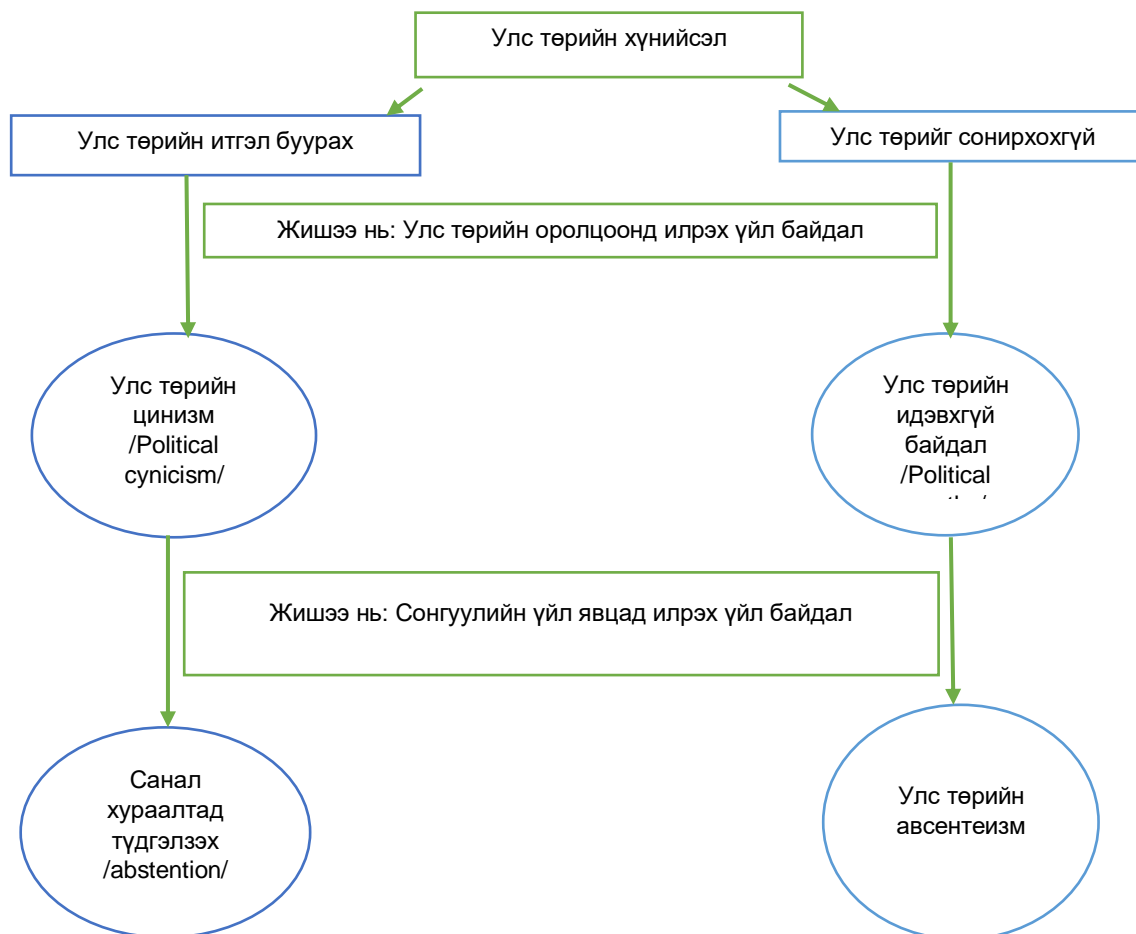 Улс төрийн хүнийсэл
Улс төрийн итгэл буурах
Улс төрийг сонирхохгүй
Жишээ нь: Улс төрийн оролцоонд илрэх үйл байдал
Улс төрийн
цинизм
/Political
cynicism/
Улс төрийн
идэвхгүй
байдал
/Political
Жишээ нь: Сонгуулийн үйл явцад илрэх үйл байдал
Санал
хураалтад
түдгэлзэх
/abstention/
Улс төрийн
авсентеизм